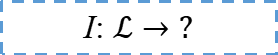 I: ℒ → ?